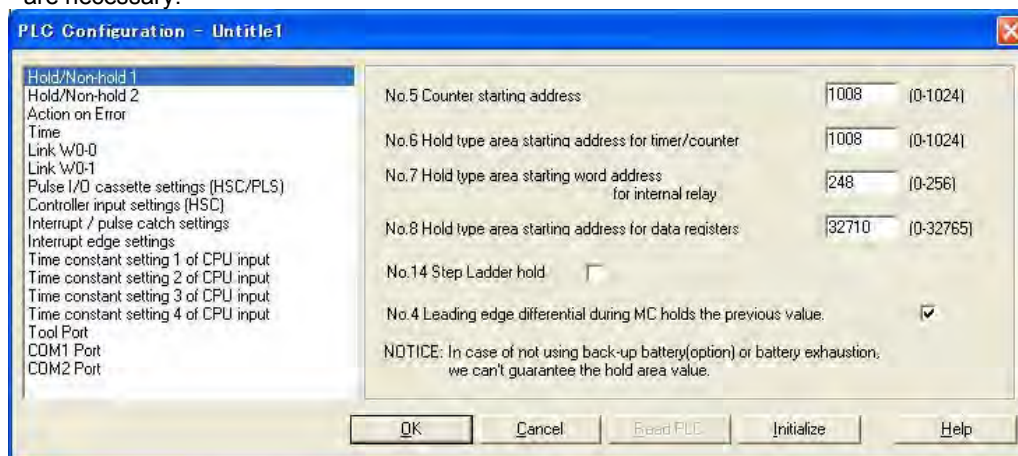 are necessary.
PLC Configuration - Untitle1
Hold/Non-hold 1
Hold/Non-hold 2
Action on Error
Time
Link W0-0
Link W0-1
Pulse I/O cassette settings (HSC/PLS)
Controller input settings (HSC)
Interrupt / pulse catch settings
Interrupt edge settings
Time constant setting 1 of CPU input
Time constant setting 2 of CPU input
Time constant setting 3 of CPU input
Time constant setting 4 of CPU input
Tool Port
COM1 Port
COM2 Port
No.5 Counter starting address 1008 (0-1024)
No.6 Hold type area starting address for timer/counter 1008 (0-1024)
No.7 Hold type area starting word address
for internal relay 248 (0-256)
No.8 Hold type area starting address for data registers 32710 (0-32765)
No.14 Step Ladder hold
No.4 Leading edge differential during MC holds the previous value.
NOTICE: In case of not using back-up battery(option) or battery exhaustion,
we can't guarantee the hold area value.
OK Cancel Read PLC Initialize Help